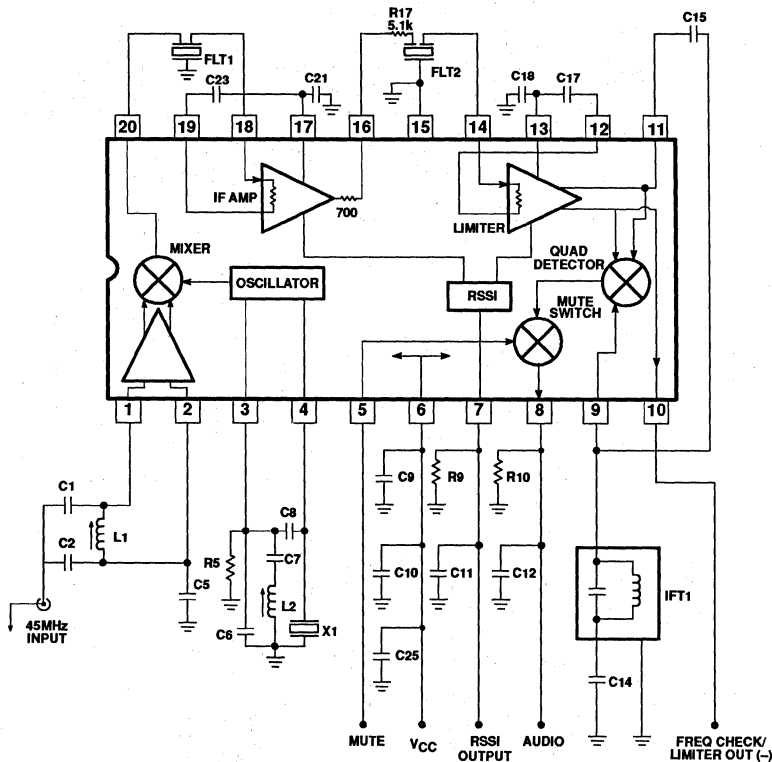 R17
5.1k
C15
FLT1
FLT2
C23
C21
C18
C17
20
19
18
17
16
15
14
13
12
11
IF AMP
700
LIMITER
MIXER
OSCILLATOR
RSSI
QUAD
DETECTOR
MUTE
SWITCH
1
2
3
4
5
6
7
8
9
10
C1
C2
L1
C5
45MHz
INPUT
R5
C6
C8
C7
L2
X1
C9
R9
R10
C10
C11
C12
C25
IFT1
C14
MUTE
VCC
RSSI
OUTPUT
AUDIO
FREQ CHECK/
LIMITER OUT (–)